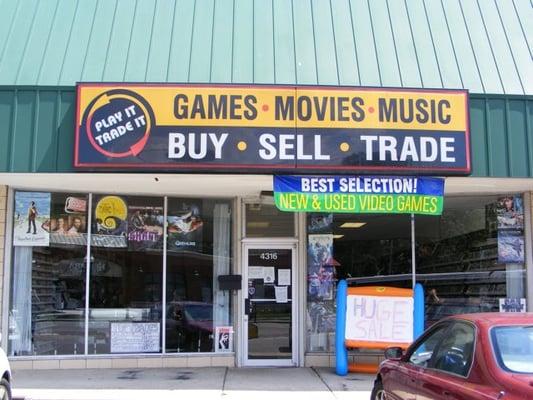 PLAY IT
TRADE IT
GAMES • MOVIES • MUSIC
BUY • SELL • TRADE
BEST SELECTION!
NEW & USED VIDEO GAMES
4316
HUGE
SALE